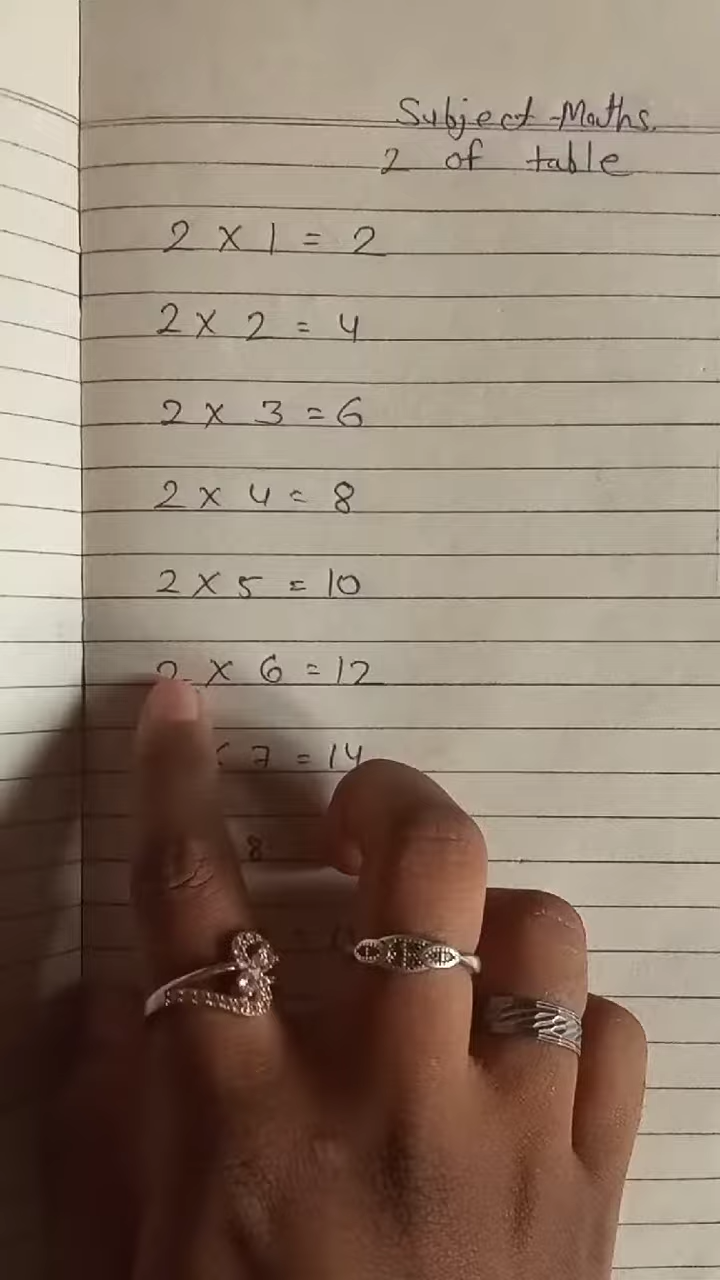 Subject - Maths.
2 of table
2 × 1 = 2
2 × 2 = 4
2 × 3 = 6
2 × 4 = 8
2 × 5 = 10
2 × 6 = 12
× 7 = 14
8